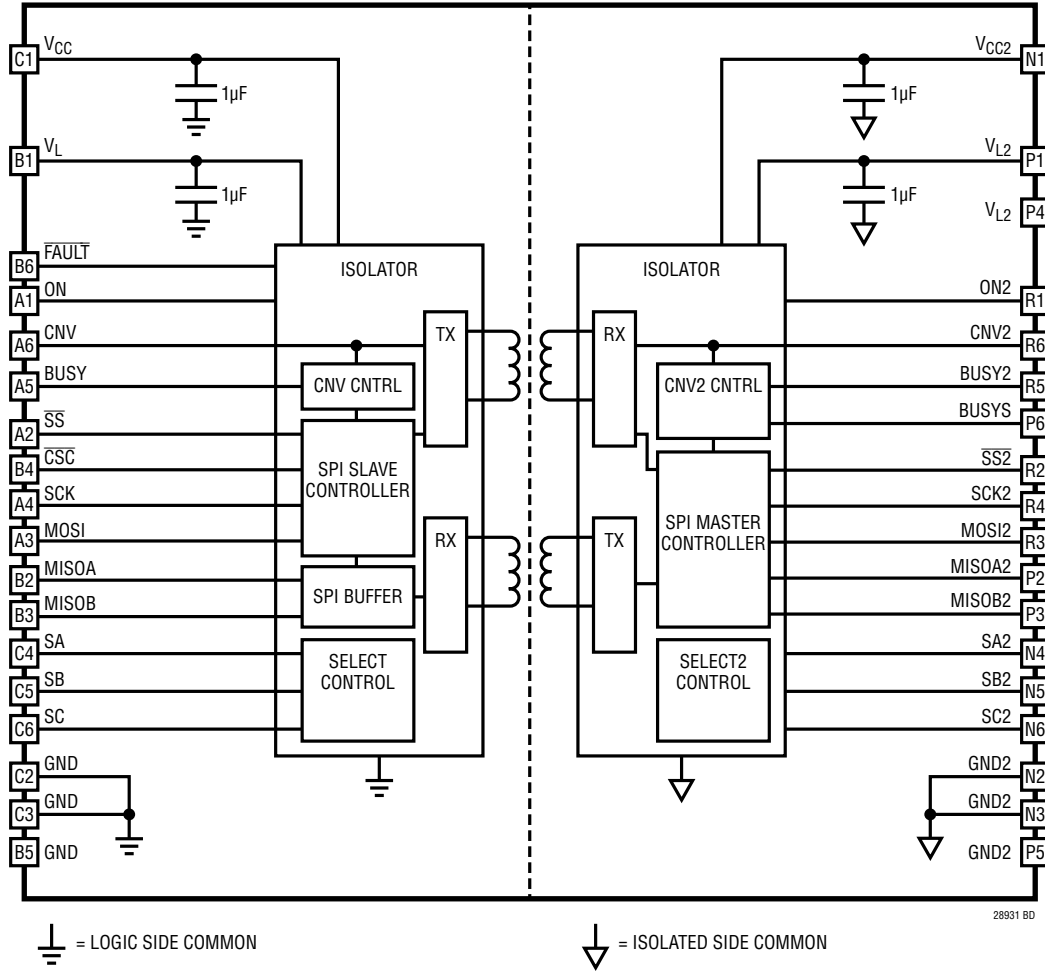 C1 VCC VCC2 N1
1µF 1µF
B1 VL VL2 P1
1µF 1µF
VL2 P4
B6 FAULT ISOLATOR ISOLATOR
A1 ON ON2 R1
A6 CNV TX RX CNV2 R6
A5 BUSY CNV CNTRL CNV2 CNTRL BUSY2 R5
BUSYS P6
A2 SS
B4 CSC SPI SLAVE SS2 R2
A4 SCK CONTROLLER SCK2 R4
A3 MOSI RX TX SPI MASTER MOSI2 R3
CONTROLLER
B2 MISOA MISOA2 P2
B3 MISOB SPI BUFFER MISOB2 P3
C4 SA SELECT SELECT2 SA2 N4
C5 SB CONTROL CONTROL SB2 N5
C6 SC SC2 N6
C2 GND GND2 N2
C3 GND GND2 N3
B5 GND GND2 P5
28931 BD
= LOGIC SIDE COMMON = ISOLATED SIDE COMMON